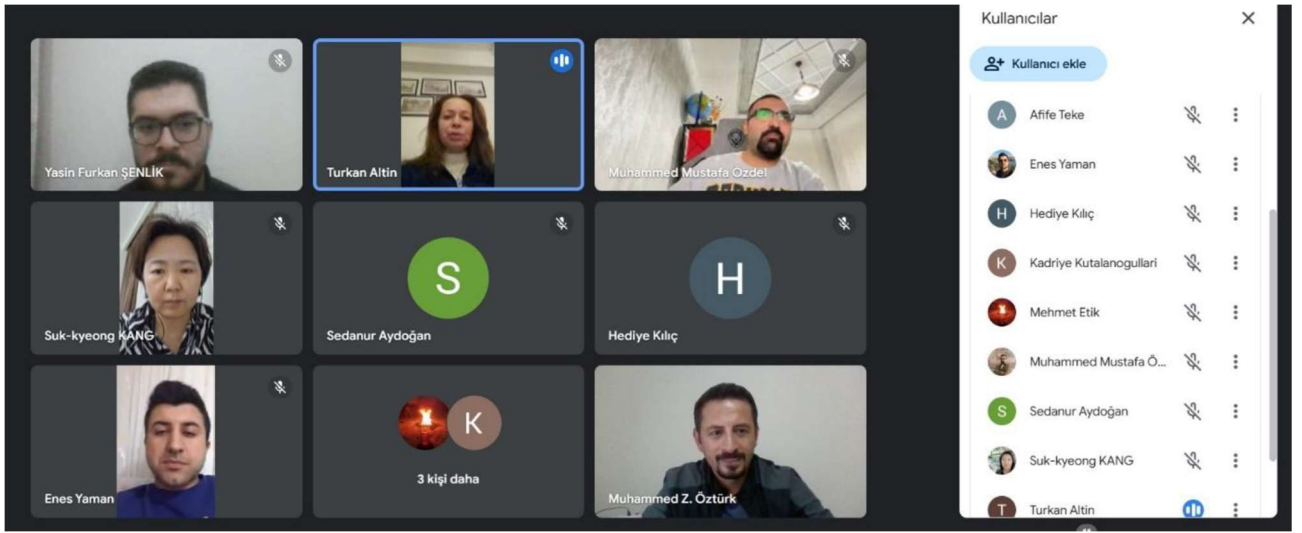 Yasin Furkan ŞENLİK
Turkan Altin
Muhammed Mustafa Özdel
Suk-kyeong KANG
S
Sedanur Aydoğan
H
Hediye Kılıç
Enes Yaman
K
3 kişi daha
Muhammed Z. Öztürk
Kullanıcılar
Kullanıcı ekle
A Afife Teke
Enes Yaman
H Hediye Kılıç
K Kadriye Kutalanogullari
Mehmet Etik
Muhammed Mustafa Ö...
S Sedanur Aydoğan
Suk-kyeong KANG
T Turkan Altin